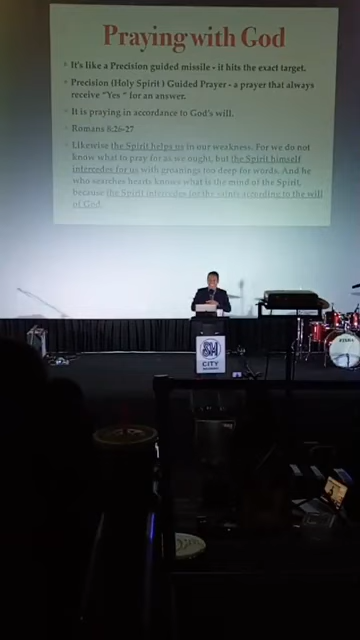 Praying with God
It's like a Precision guided missile - it hits the exact target.
Precision (Holy Spirit ) Guided Prayer - a prayer that always
receive "Yes " for an answer.
It is praying in accordance to God's will.
Romans 8:26-27
Likewise the Spirit helps us in our weakness. For we do not
know what to pray for as we ought, but the Spirit himself
intercedes for us with groanings too deep for words. And he
who searches hearts knows what is the mind of the Spirit,
because the Spirit intercedes for the saints according to the will
of God.
SM
CITY
TAMA